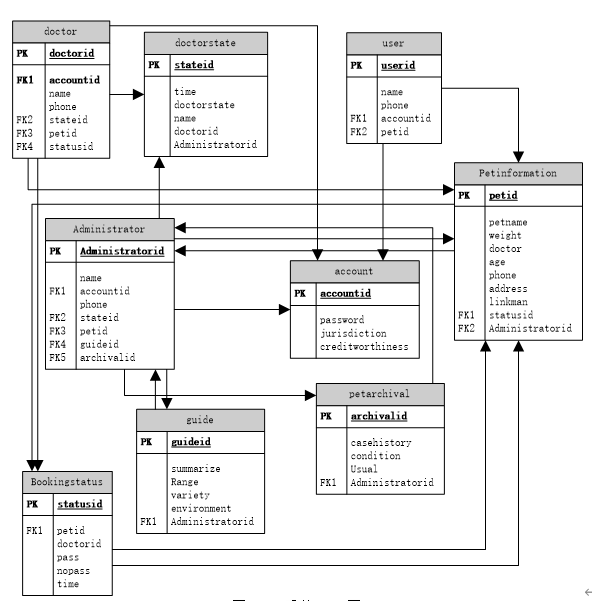 doctor
PK doctorid
FK1 accountid
name
phone
FK2 stateid
FK3 petid
FK4 statusid
doctorstate
PK stateid
time
doctorstate
name
doctorid
Administratorid
user
PK userid
name
phone
FK1 accountid
FK2 petid
Petinformation
PK petid
petname
weight
doctor
age
phone
address
linkman
FK1 statusid
FK2 Administratorid
Administrator
PK Administratorid
name
FK1 accountid
phone
FK2 stateid
FK3 petid
FK4 guideid
FK5 archivalid
account
PK accountid
password
jurisdiction
creditworthiness
petarchival
PK archivalid
casehistory
condition
Usual
FK1 Administratorid
guide
PK guideid
summarize
Range
variety
environment
FK1 Administratorid
Bookingstatus
PK statusid
FK1 petid
doctorid
pass
nopass
time